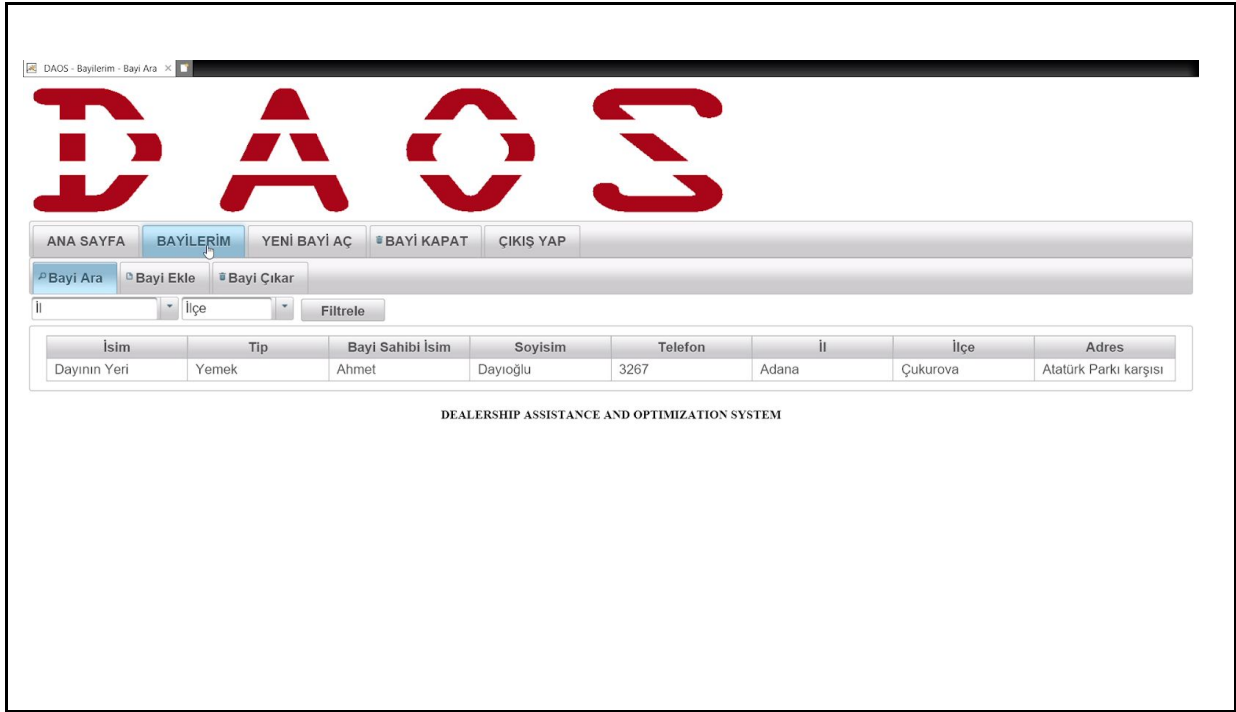 DAOS - Bayilerim - Bayi Ara
DAOS
ANA SAYFA BAYİLERİM YENİ BAYİ AÇ BAYİ KAPAT ÇIKIŞ YAP
Bayi Ara Bayi Ekle Bayi Çıkar
İl İlçe Filtrele
İsim Tip Bayi Sahibi İsim Soyisim Telefon İl İlçe Adres
Dayının Yeri Yemek Ahmet Dayıoğlu 3267 Adana Çukurova Atatürk Parkı karşısı
DEALERSHIP ASSISTANCE AND OPTIMIZATION SYSTEM